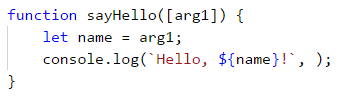 function sayHello([arg1]) {
    let name = arg1;
    console.log(`Hello, ${name}!`, );
}